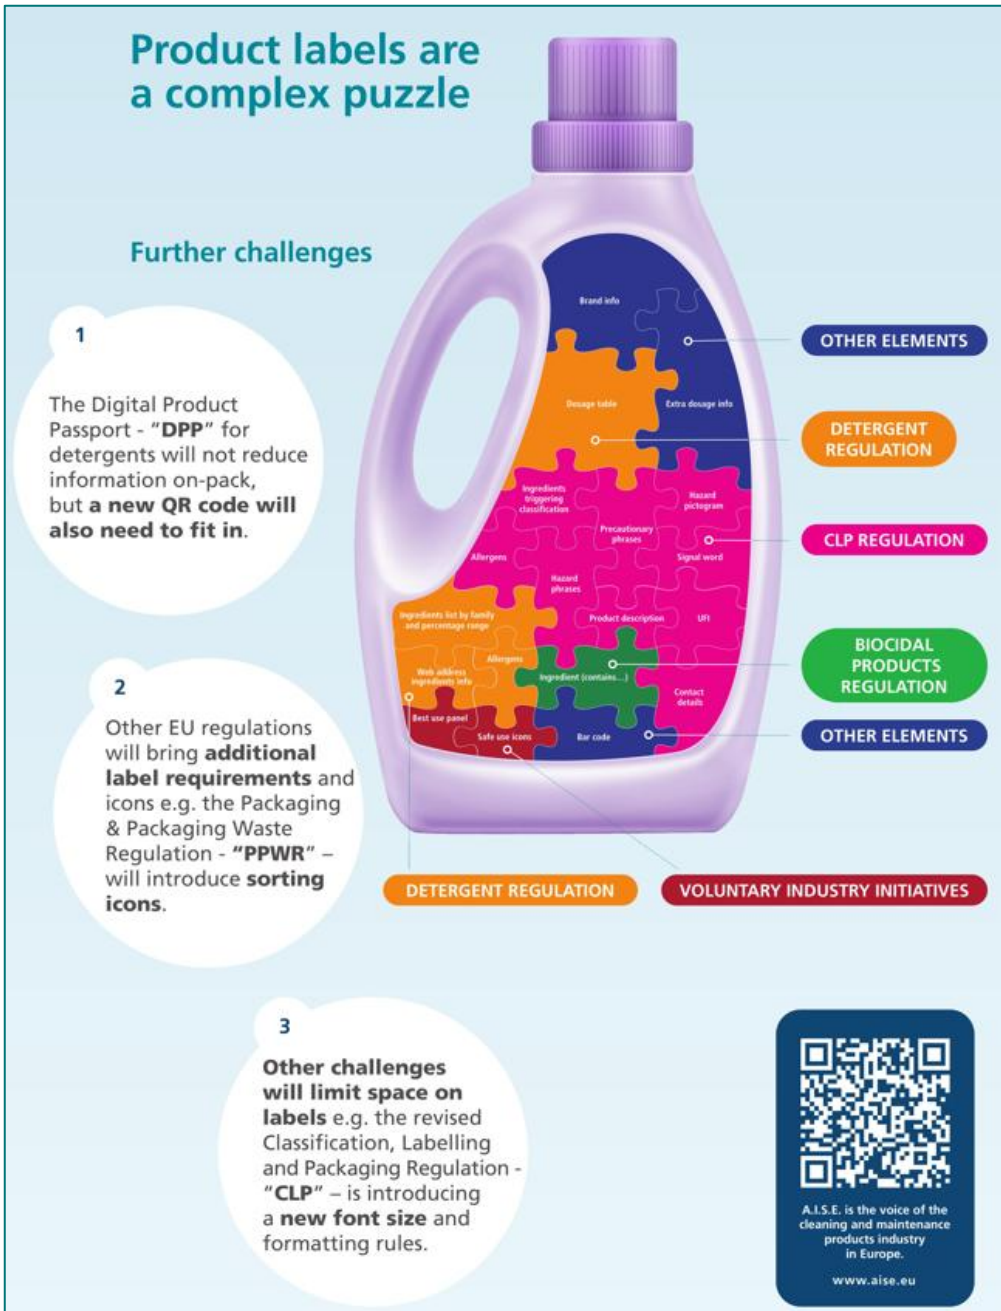 Product labels are
a complex puzzle
Further challenges
1
The Digital Product
Passport - “DPP” for
detergents will not reduce
information on-pack,
but a new QR code will
also need to fit in.
2
Other EU regulations
will bring additional
label requirements and
icons e.g. the Packaging
& Packaging Waste
Regulation - “PPWR” –
will introduce sorting
icons.
3
Other challenges
will limit space on
labels e.g. the revised
Classification, Labelling
and Packaging Regulation -
“CLP” – is introducing
a new font size and
formatting rules.
Brand info
Dosage table
Extra dosage info
Ingredients
triggering
classification
Hazard
pictogram
Precautionary
phrases
Allergens
Signal word
Hazard
phrases
Ingredients list by family
and percentage range
Product description
UFI
Allergens
Web address
ingredients info
Ingredient (contains...)
Contact
details
Best use panel
Safe use icons
Bar code
OTHER ELEMENTS
DETERGENT
REGULATION
CLP REGULATION
BIOCIDAL
PRODUCTS
REGULATION
OTHER ELEMENTS
DETERGENT REGULATION
VOLUNTARY INDUSTRY INITIATIVES
A.I.S.E. is the voice of the
cleaning and maintenance
products industry
in Europe.
www.aise.eu